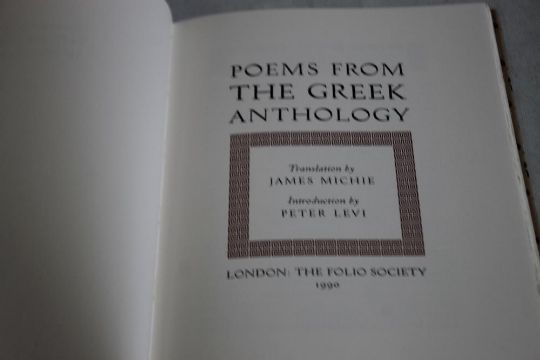 POEMS FROM
THE GREEK
ANTHOLOGY
Translation by
JAMES MICHIE
Introduction by
PETER LEVI
LONDON: THE FOLIO SOCIETY
1990